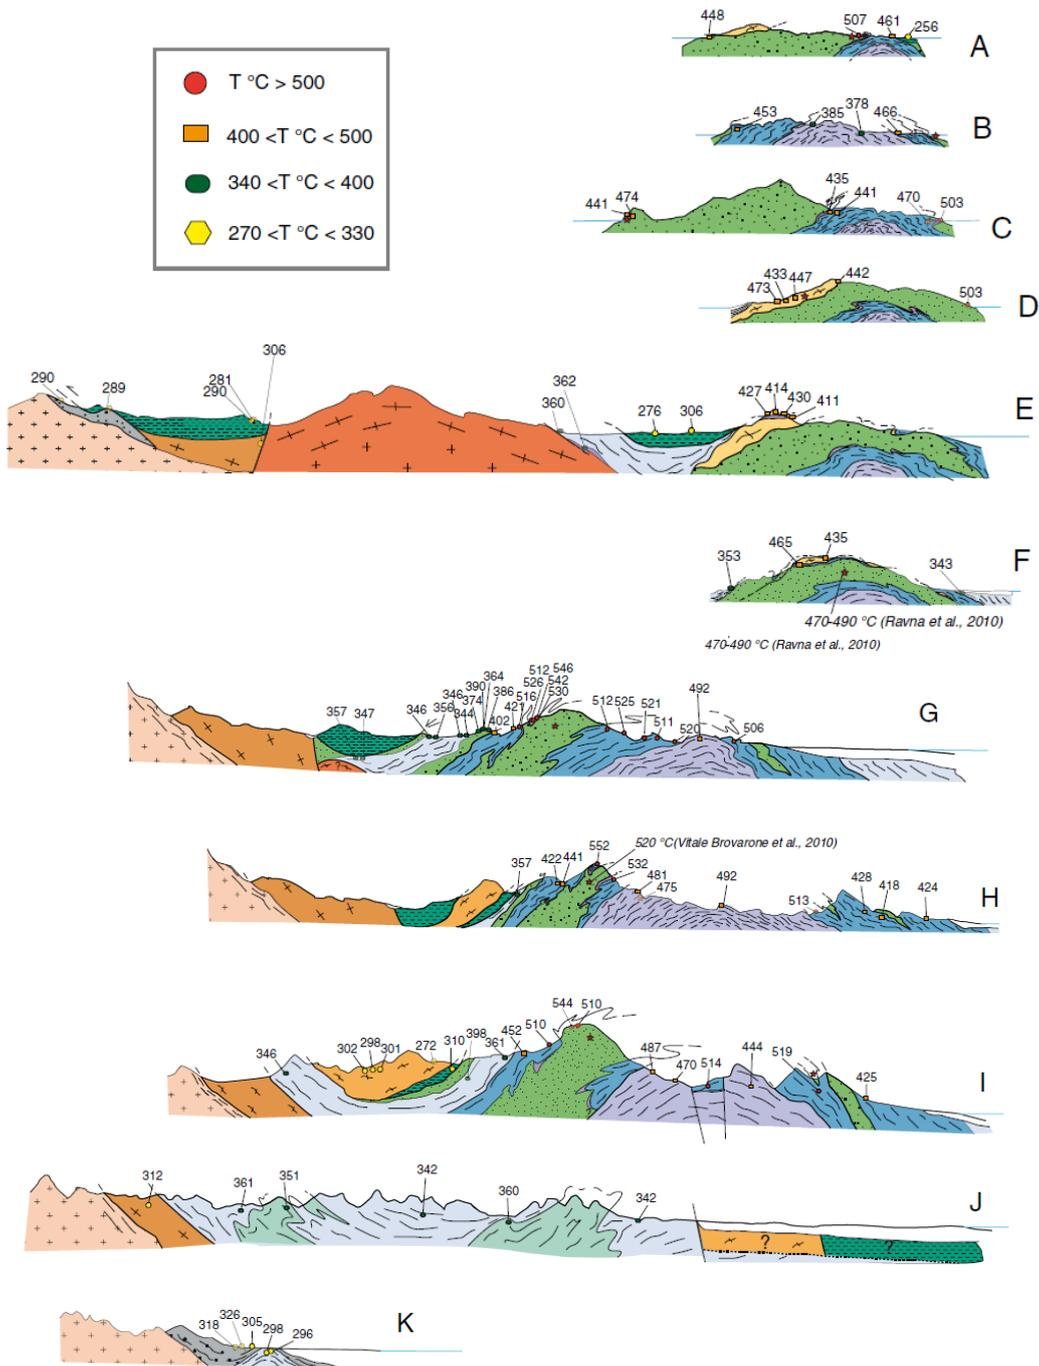 448 507 461 256
A
T °C > 500
400 <T °C < 500
340 <T °C < 400
270 <T °C < 330
453 385 378 466
B
441 474 435 441 470 503
C
473 433 447 442 503
D
290 289 281 290 306 362 360 276 306 427 414 430 411
E
353 465 435 343
F
470-490 °C (Ravna et al., 2010)
470-490 °C (Ravna et al., 2010)
357 347 346 356 346 344 374 390 364 386 402 421 516 526 512 542 546 530 512 525 521 511 520 492 506
G
520 °C(Vitale Brovarone et al., 2010)
357 422 441 552 532 481 475 492 513 428 418 424
H
346 302 298 301 272 310 398 361 452 510 544 510 487 470 514 444 519 425
I
312 361 351 342 360 342
J
? ?
318 326 305 298 296
K